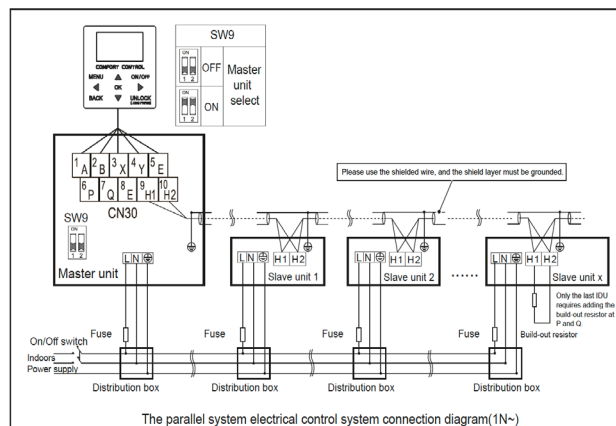 SW9
ON
1 2
OFF
ON
1 2
ON
Master unit select
COMFORT CONTROL
MENU ON/OFF
OK
BACK UNLOCK
1 A 2 B 3 X 4 Y 5 E
6 P 7 Q 8 E 9 H1 10 H2
CN30
Please use the shielded wire, and the shield layer must be grounded.
SW9
ON
1 2
Master unit
L N
H1 H2
L N
Slave unit 1
H1 H2
L N
Slave unit 2
......
H1 H2
L N
Slave unit x
Only the last IDU
requires adding the
build-out resistor at
P and Q
Build-out resistor
On/Off switch
Fuse
Fuse
Fuse
Fuse
Indoors
Power supply
Distribution box
Distribution box
Distribution box
Distribution box
The parallel system electrical control system connection diagram(1N~)